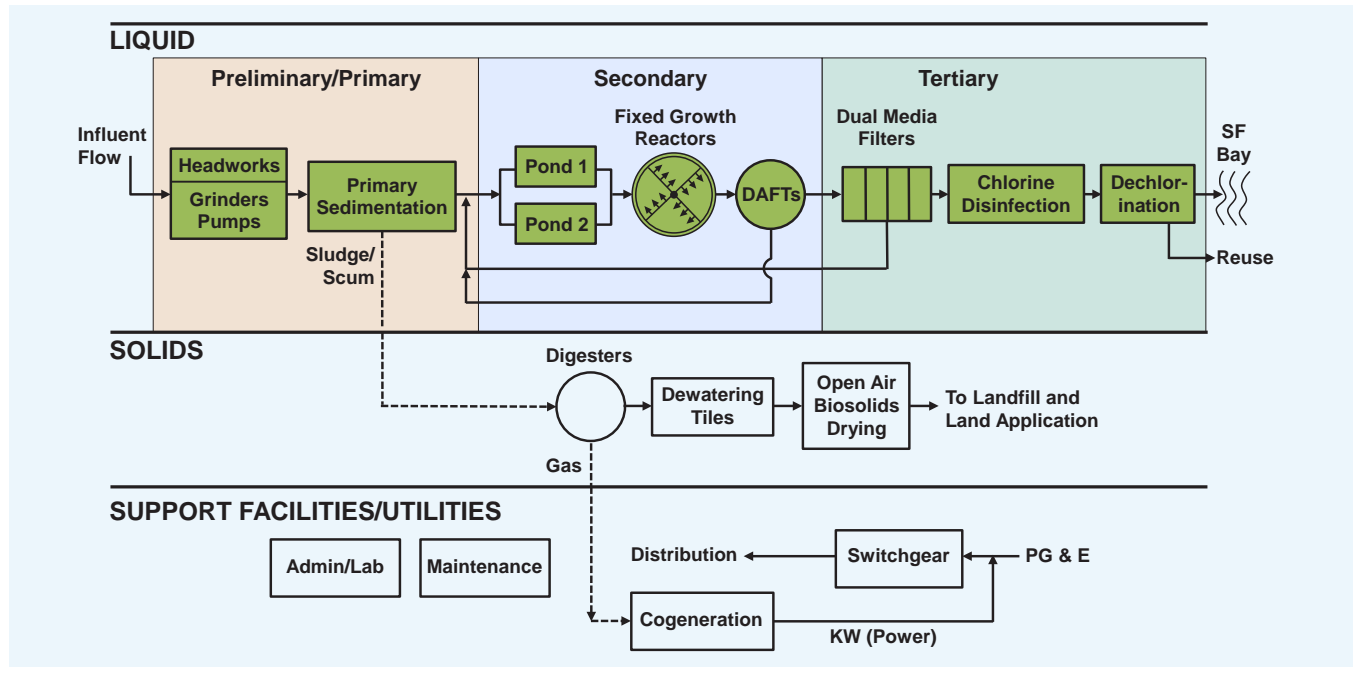 LIQUID
Preliminary/Primary
Secondary
Tertiary
Influent
Flow
Headworks
Grinders
Pumps
Primary
Sedimentation
Sludge/
Scum
Pond 1
Pond 2
Fixed Growth
Reactors
DAFTs
Dual Media
Filters
Chlorine
Disinfection
Dechlor-
ination
SF
Bay
Reuse
SOLIDS
Digesters
Dewatering
Tiles
Open Air
Biosolids
Drying
To Landfill and
Land Application
Gas
SUPPORT FACILITIES/UTILITIES
Admin/Lab
Maintenance
Distribution
Switchgear
PG & E
Cogeneration
KW (Power)